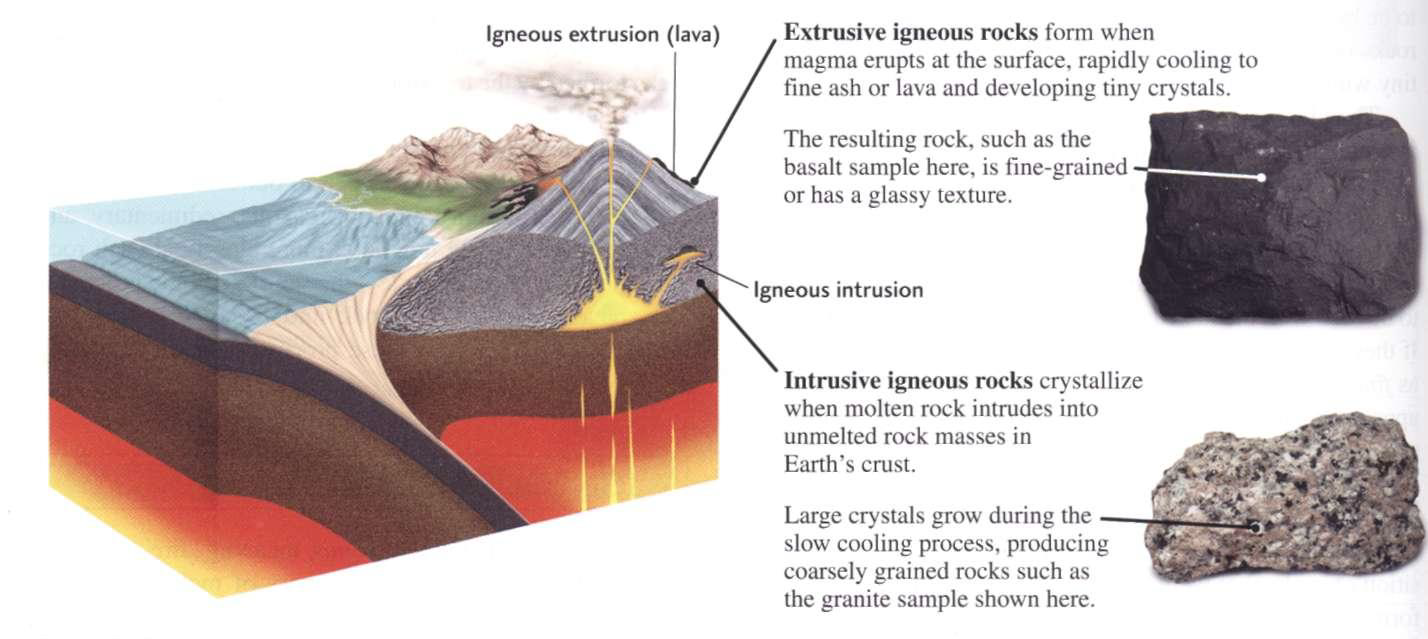 Igneous extrusion (lava)
Extrusive igneous rocks form when
magma erupts at the surface, rapidly cooling to
fine ash or lava and developing tiny crystals.
The resulting rock, such as the
basalt sample here, is fine-grained
or has a glassy texture.
Igneous intrusion
Intrusive igneous rocks crystallize
when molten rock intrudes into
unmelted rock masses in
Earth's crust.
Large crystals grow during the
slow cooling process, producing
coarsely grained rocks such as
the granite sample shown here.